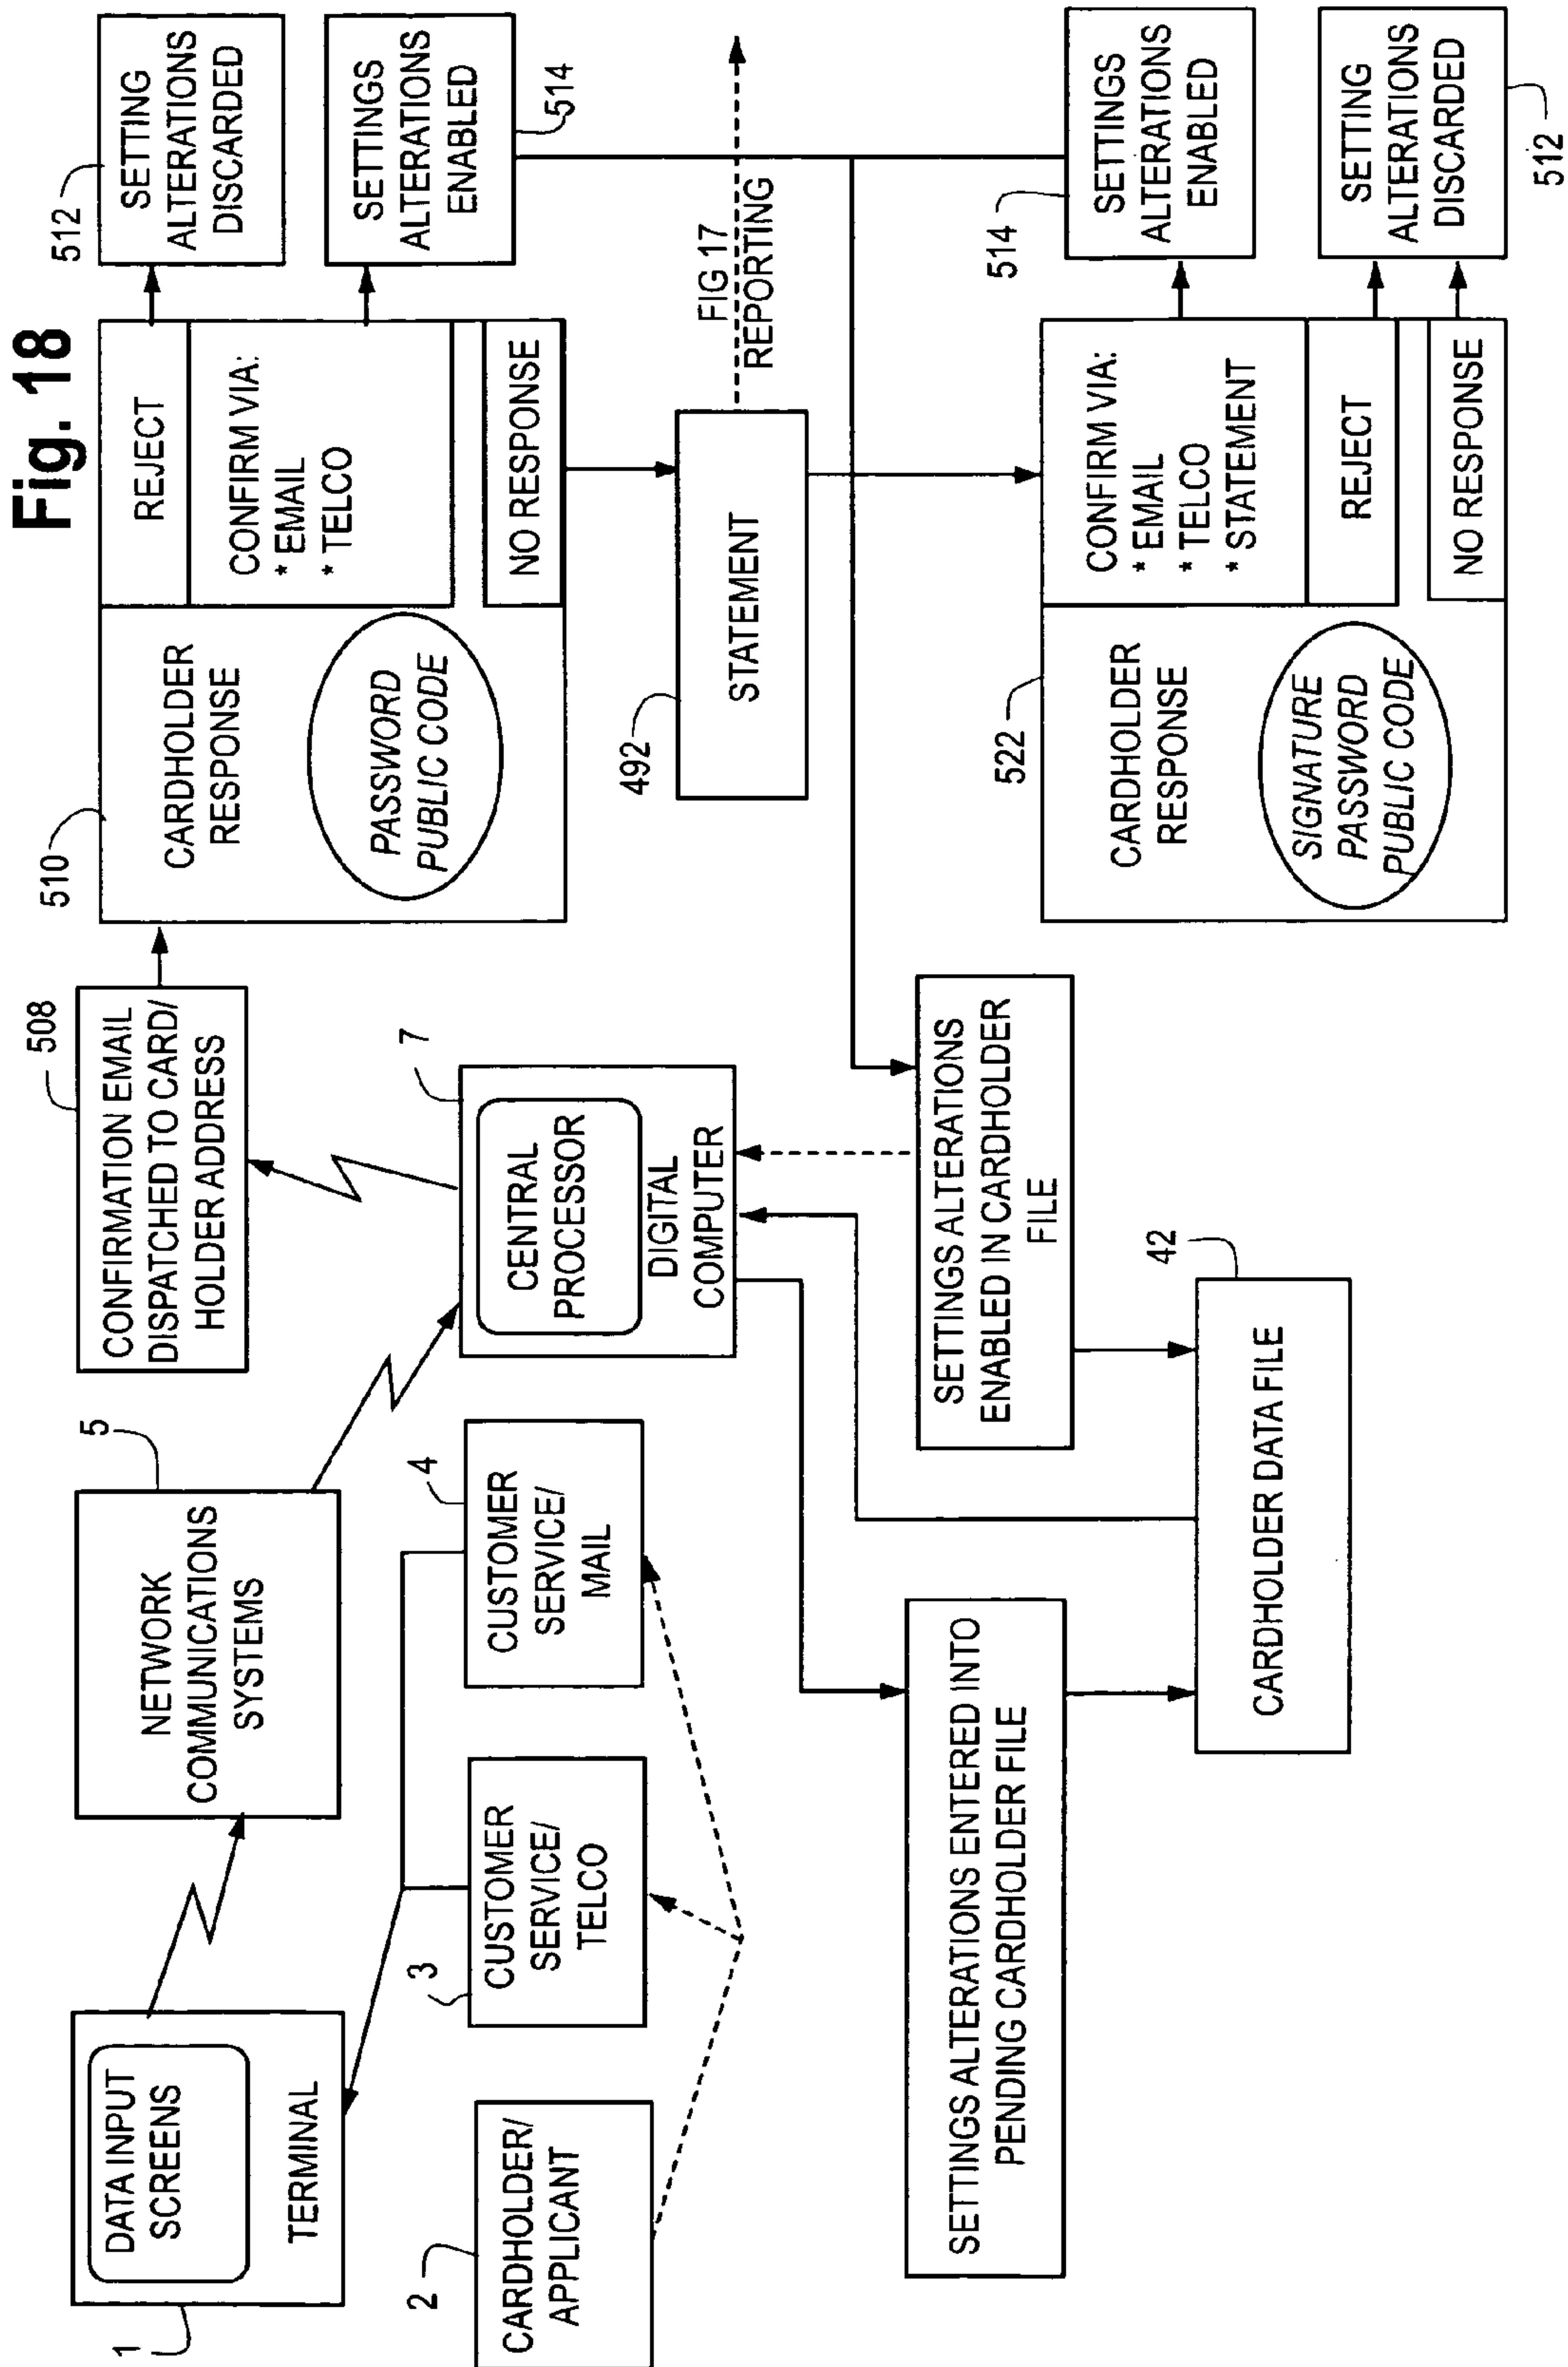 Fig. 18
1
DATA INPUT
SCREENS
TERMINAL
2
CARDHOLDER/
APPLICANT
5
NETWORK
COMMUNICATIONS
SYSTEMS
3
CUSTOMER
SERVICE/
TELCO
4
CUSTOMER
SERVICE/
MAIL
508
CONFIRMATION EMAIL
DISPATCHED TO CARD/
HOLDER ADDRESS
7
CENTRAL
PROCESSOR
DIGITAL
COMPUTER
SETTINGS ALTERATIONS ENTERED INTO
PENDING CARDHOLDER FILE
SETTINGS ALTERATIONS
ENABLED IN CARDHOLDER
FILE
42
CARDHOLDER DATA FILE
510
CARDHOLDER
RESPONSE
PASSWORD
PUBLIC CODE
REJECT
CONFIRM VIA:
* EMAIL
* TELCO
NO RESPONSE
512
SETTING
ALTERATIONS
DISCARDED
SETTINGS
ALTERATIONS
ENABLED
514
492
STATEMENT
FIG 17
REPORTING
522
CARDHOLDER
RESPONSE
SIGNATURE
PASSWORD
PUBLIC CODE
CONFIRM VIA:
* EMAIL
* TELCO
* STATEMENT
REJECT
NO RESPONSE
514
SETTINGS
ALTERATIONS
ENABLED
SETTING
ALTERATIONS
DISCARDED
512